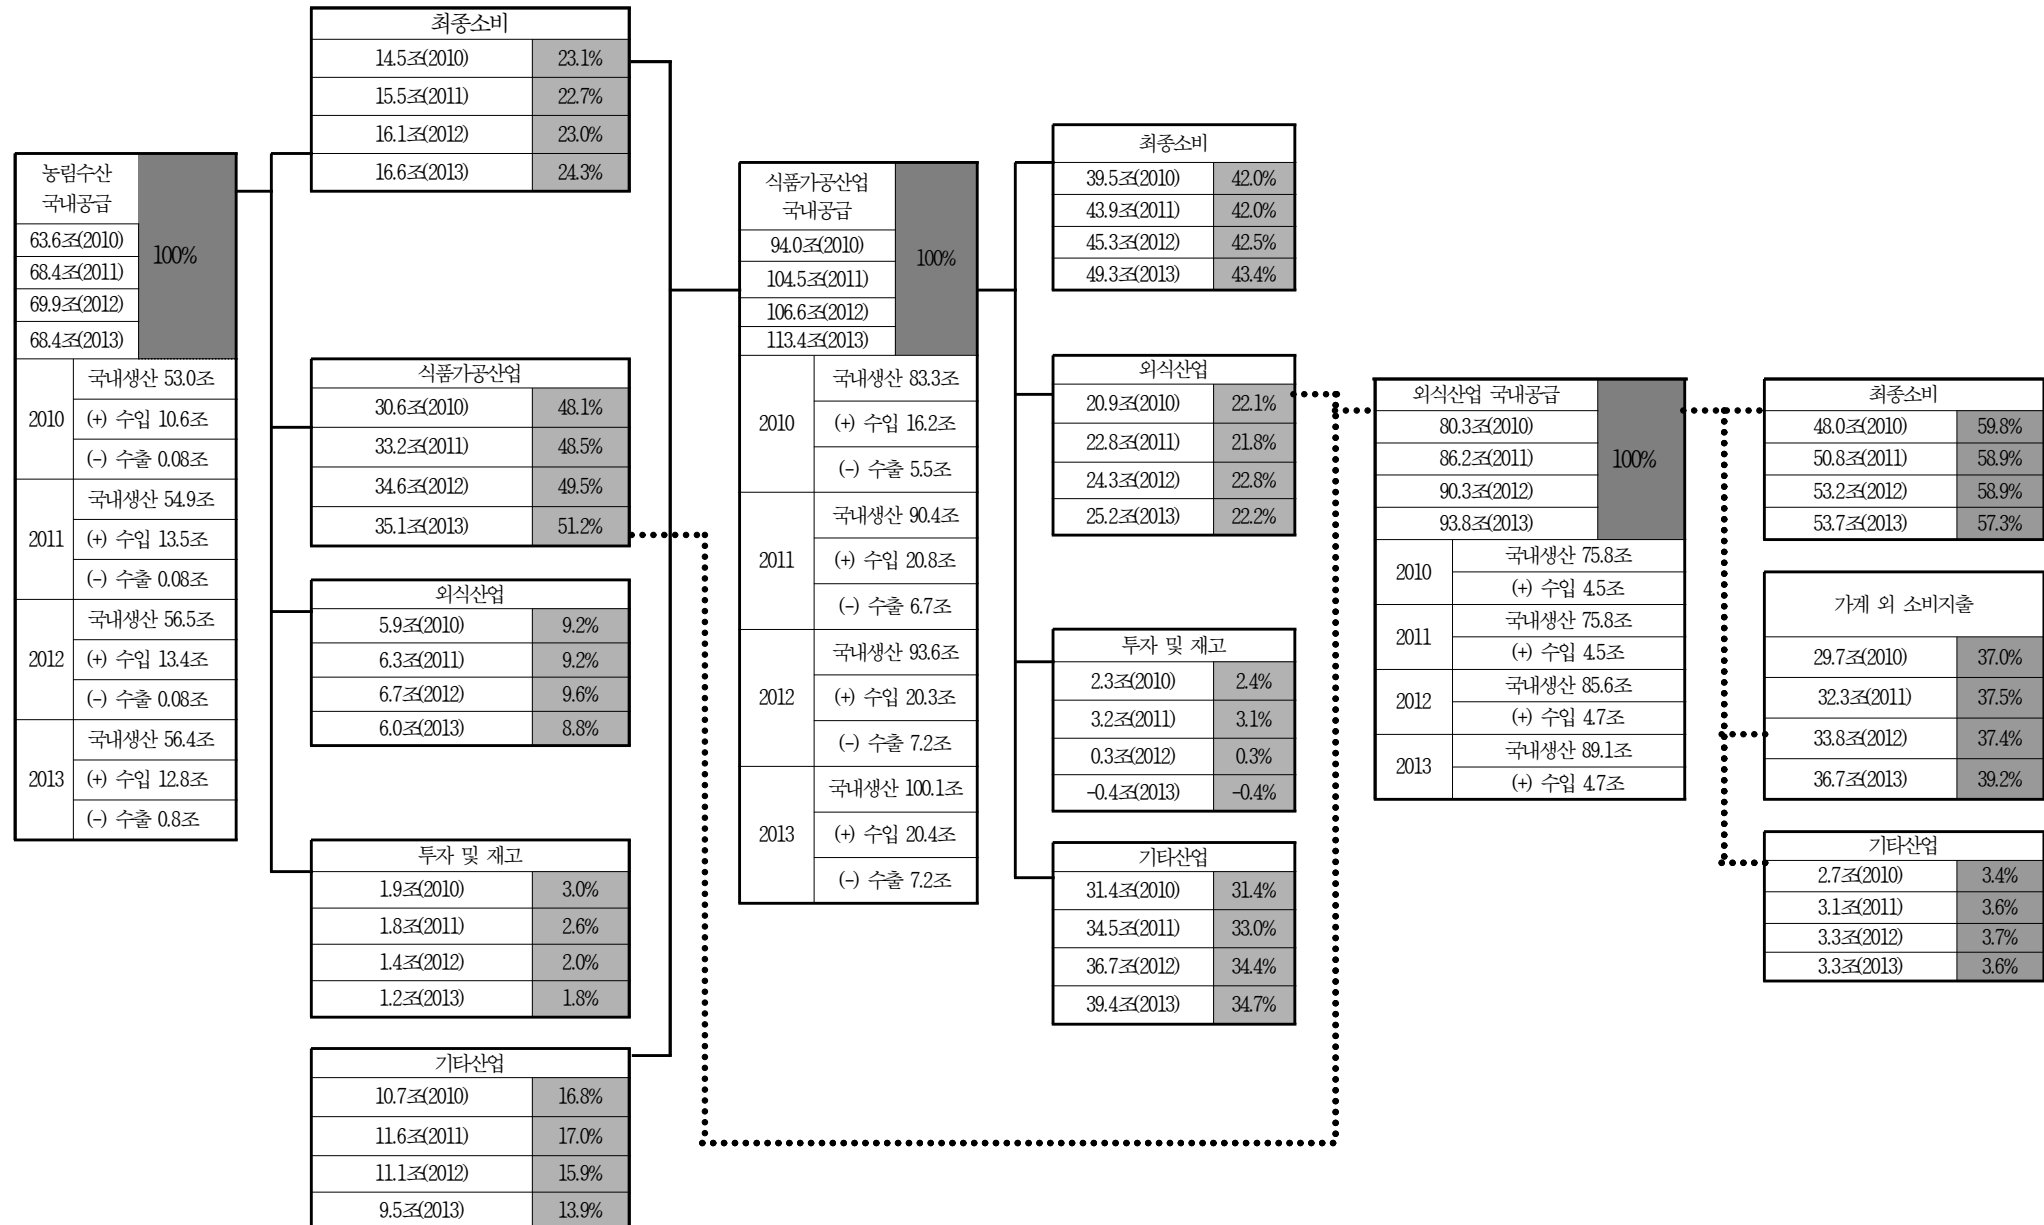 농림수산
국내공급
100%
63.6조(2010)
68.4조(2011)
69.9조(2012)
68.4조(2013)
2010
국내생산 53.0조
(+) 수입 10.6조
(-) 수출 0.08조
2011
국내생산 54.9조
(+) 수입 13.5조
(-) 수출 0.08조
2012
국내생산 56.5조
(+) 수입 13.4조
(-) 수출 0.08조
2013
국내생산 56.4조
(+) 수입 12.8조
(-) 수출 0.8조
최종소비
14.5조(2010) 23.1%
15.5조(2011) 22.7%
16.1조(2012) 23.0%
16.6조(2013) 24.3%
식품가공산업
30.6조(2010) 48.1%
33.2조(2011) 48.5%
34.6조(2012) 49.5%
35.1조(2013) 51.2%
외식산업
5.9조(2010) 9.2%
6.3조(2011) 9.2%
6.7조(2012) 9.6%
6.0조(2013) 8.8%
투자 및 재고
1.9조(2010) 3.0%
1.8조(2011) 2.6%
1.4조(2012) 2.0%
1.2조(2013) 1.8%
기타산업
10.7조(2010) 16.8%
11.6조(2011) 17.0%
11.1조(2012) 15.9%
9.5조(2013) 13.9%
식품가공산업
국내공급
100%
94.0조(2010)
104.5조(2011)
106.6조(2012)
113.4조(2013)
2010
국내생산 83.3조
(+) 수입 16.2조
(-) 수출 5.5조
2011
국내생산 90.4조
(+) 수입 20.8조
(-) 수출 6.7조
2012
국내생산 93.6조
(+) 수입 20.3조
(-) 수출 7.2조
2013
국내생산 100.1조
(+) 수입 20.4조
(-) 수출 7.2조
최종소비
39.5조(2010) 42.0%
43.9조(2011) 42.0%
45.3조(2012) 42.5%
49.3조(2013) 43.4%
외식산업
20.9조(2010) 22.1%
22.8조(2011) 21.8%
24.3조(2012) 22.8%
25.2조(2013) 22.2%
투자 및 재고
2.3조(2010) 2.4%
3.2조(2011) 3.1%
0.3조(2012) 0.3%
-0.4조(2013) -0.4%
기타산업
31.4조(2010) 31.4%
34.5조(2011) 33.0%
36.7조(2012) 34.4%
39.4조(2013) 34.7%
외식산업 국내공급
100%
80.3조(2010)
86.2조(2011)
90.3조(2012)
93.8조(2013)
2010
국내생산 75.8조
(+) 수입 4.5조
2011
국내생산 75.8조
(+) 수입 4.5조
2012
국내생산 85.6조
(+) 수입 4.7조
2013
국내생산 89.1조
(+) 수입 4.7조
최종소비
48.0조(2010) 59.8%
50.8조(2011) 58.9%
53.2조(2012) 58.9%
53.7조(2013) 57.3%
가계 외 소비지출
29.7조(2010) 37.0%
32.3조(2011) 37.5%
33.8조(2012) 37.4%
36.7조(2013) 39.2%
기타산업
2.7조(2010) 3.4%
3.1조(2011) 3.6%
3.3조(2012) 3.7%
3.3조(2013) 3.6%